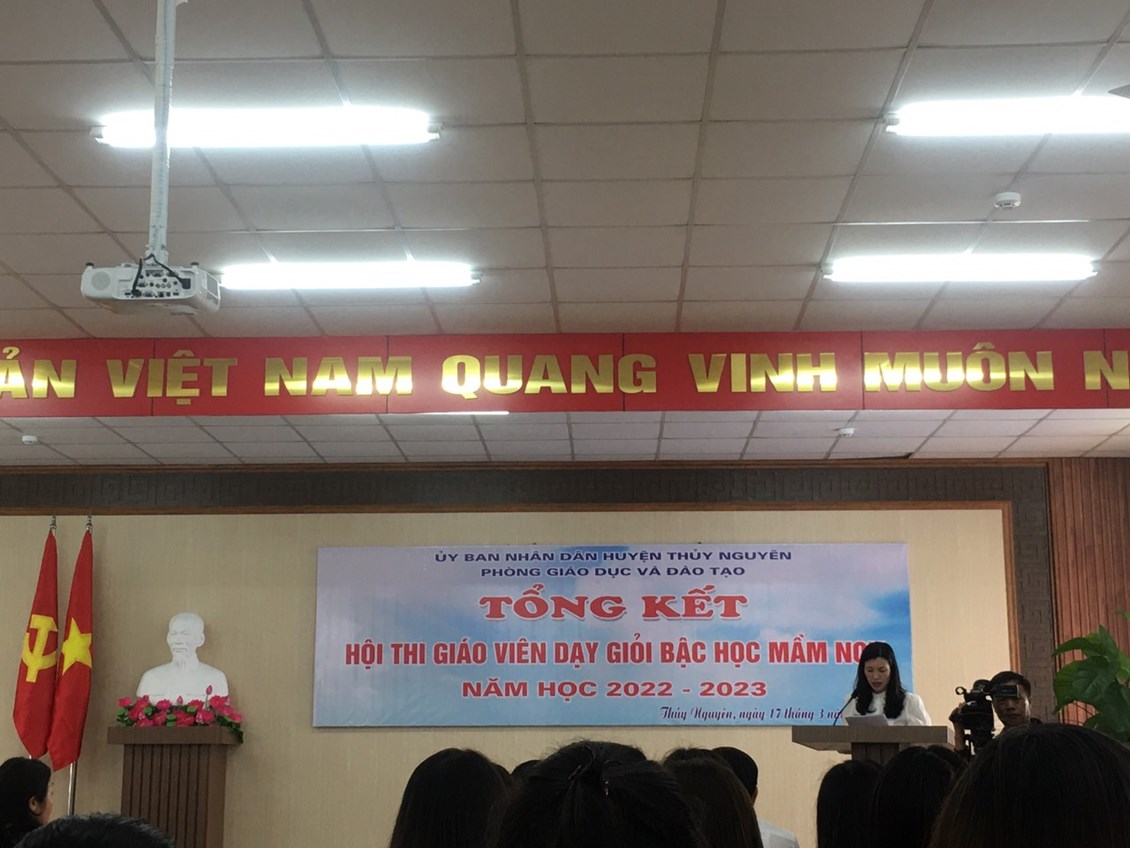 ẢN VIỆT NAM QUANG VINH MUÔN N
ỦY BAN NHÂN DÂN HUYỆN THỦY NGUYÊN
PHÒNG GIÁO DỤC VÀ ĐÀO TẠO
TỔNG KẾT
HỘI THI GIÁO VIÊN DẠY GIỎI BẬC HỌC MẦM NO
NĂM HỌC 2022 - 2023
Thủy Nguyên, ngày 17 tháng 3 nă